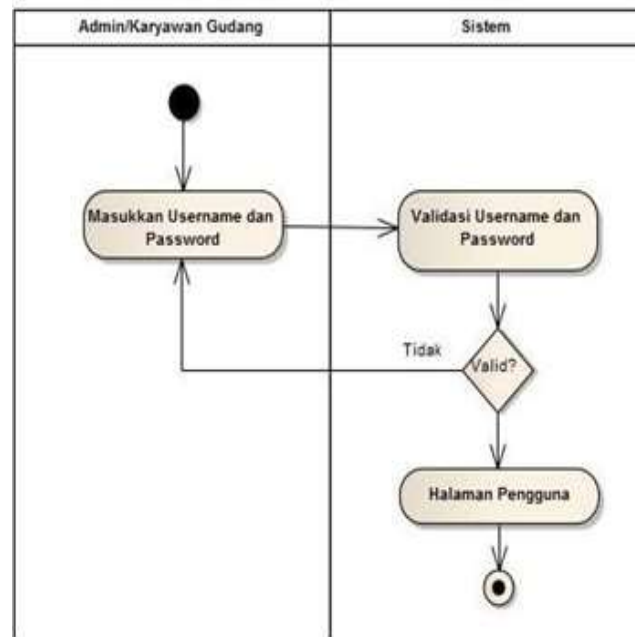 Admin/Karyawan Gudang
Sistem
Masukkan Username dan
Password
Validasi Username dan
Password
Tidak
Valid?
Halaman Pengguna